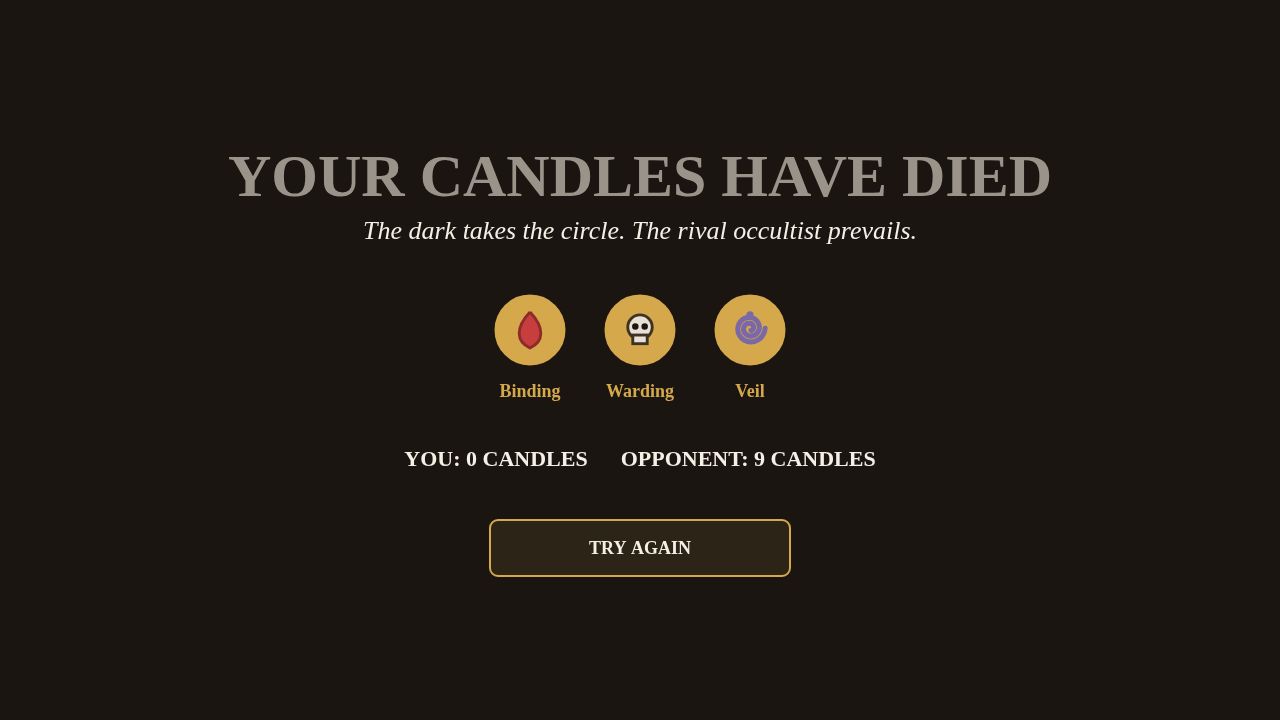 YOUR CANDLES HAVE DIED
The dark takes the circle. The rival occultist prevails.
Binding Warding Veil
YOU: 0 CANDLES OPPONENT: 9 CANDLES
TRY AGAIN